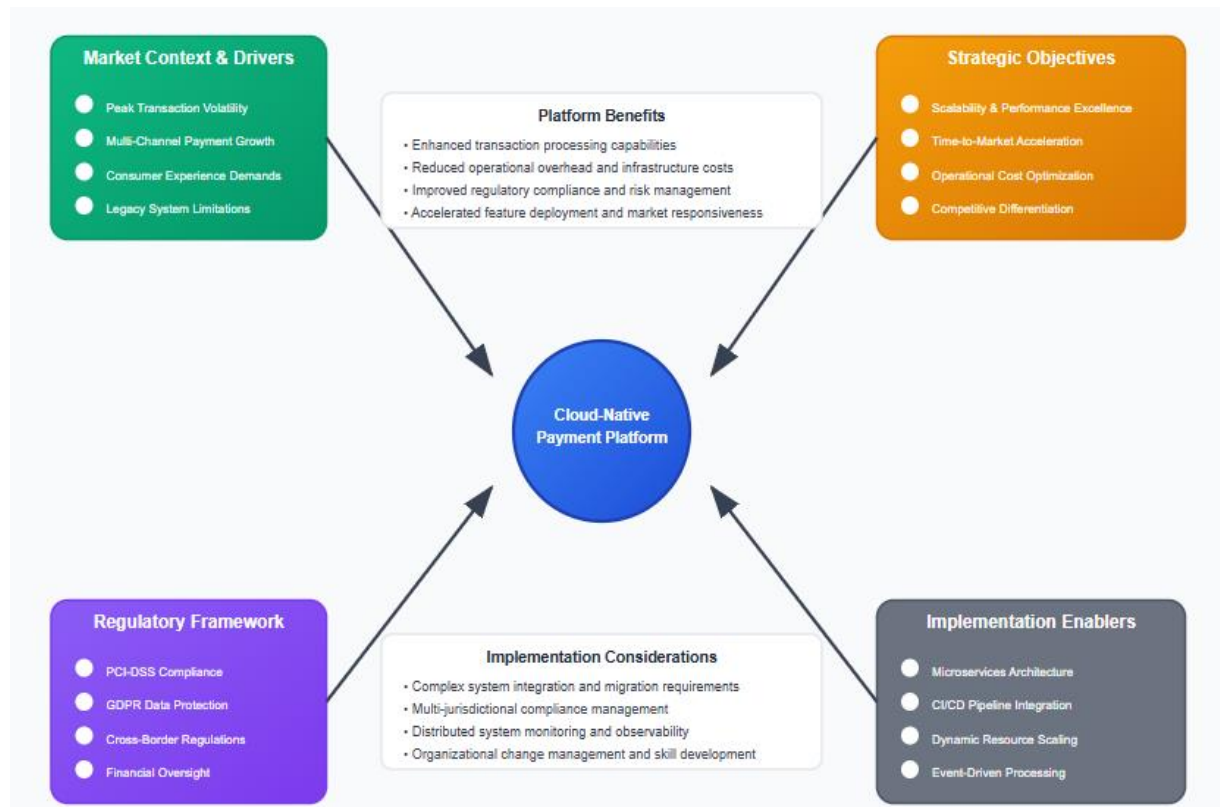 Market Context & Drivers
Peak Transaction Volatility
Multi-Channel Payment Growth
Consumer Experience Demands
Legacy System Limitations
Platform Benefits
• Enhanced transaction processing capabilities
• Reduced operational overhead and infrastructure costs
• Improved regulatory compliance and risk management
• Accelerated feature deployment and market responsiveness
Strategic Objectives
Scalability & Performance Excellence
Time-to-Market Acceleration
Operational Cost Optimization
Competitive Differentiation
Cloud-Native
Payment Platform
Regulatory Framework
PCI-DSS Compliance
GDPR Data Protection
Cross-Border Regulations
Financial Oversight
Implementation Considerations
• Complex system integration and migration requirements
• Multi-jurisdictional compliance management
• Distributed system monitoring and observability
• Organizational change management and skill development
Implementation Enablers
Microservices Architecture
CI/CD Pipeline Integration
Dynamic Resource Scaling
Event-Driven Processing